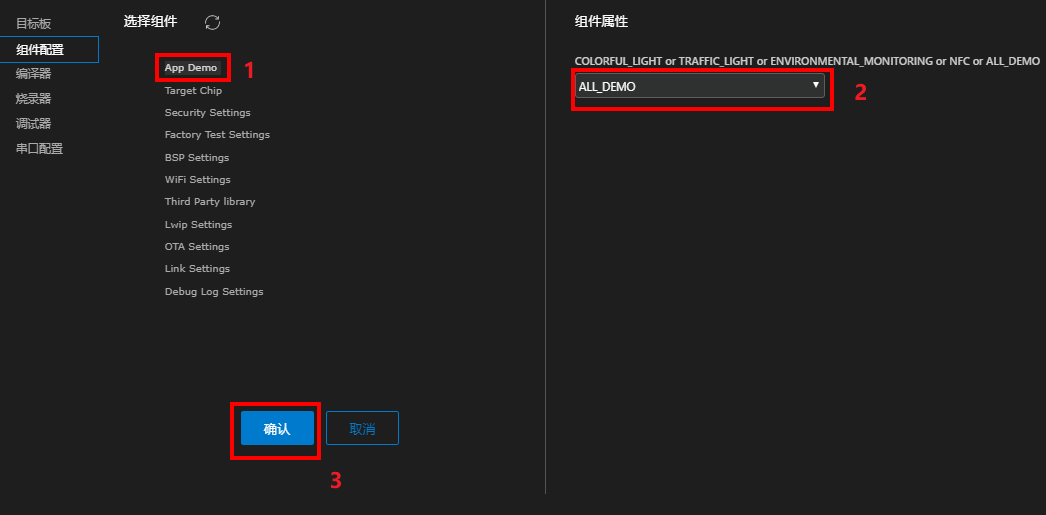 目标板
组件配置
编译器
烧录器
调试器
串口配置
选择组件
App Demo
1
Target Chip
Security Settings
Factory Test Settings
BSP Settings
WiFi Settings
Third Party library
Lwip Settings
OTA Settings
Link Settings
Debug Log Settings
确认
取消
3
组件属性
COLORFUL_LIGHT or TRAFFIC_LIGHT or ENVIRONMENTAL_MONITORING or NFC or ALL_DEMO
ALL_DEMO
2